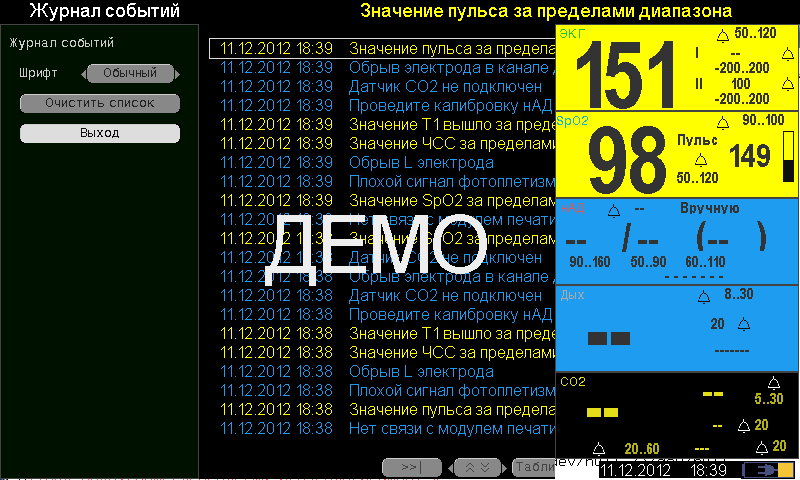 Журнал событий
Значение пульса за пределами диапазона
Журнал событий
Шрифт
Обычный
Очистить список
Выход
11.12.2012 18:39 Значение пульса за предела
11.12.2012 18:39 Обрыв электрода в канале
11.12.2012 18:39 Датчик CO2 не подключен
11.12.2012 18:39 Проведите калибровку нАД
11.12.2012 18:39 Значение Т1 вышло за преде
11.12.2012 18:39 Значение ЧСС за пределами
11.12.2012 18:39 Обрыв L электрода
11.12.2012 18:39 Плохой сигнал фотоплетизм
11.12.2012 18:39 Значение SpO2 за пределам
11.12.2012 18:38 Нет связи с модулем печати
11.12.2012 18:38 Значение SpO2 за пределам
11.12.2012 18:38 Датчик CO2 не подключен
11.12.2012 18:38 Обрыв электрода в канале
11.12.2012 18:38 Датчик CO2 не подключен
11.12.2012 18:38 Проведите калибровку нАД
11.12.2012 18:38 Значение Т1 вышло за преде
11.12.2012 18:38 Значение ЧСС за пределами
11.12.2012 18:38 Обрыв L электрода
11.12.2012 18:38 Плохой сигнал фотоплетизм
11.12.2012 18:38 Значение пульса за предела
11.12.2012 18:38 Нет связи с модулем печати
ДЕМО
>>|
Табли
ЭКГ
151
50..120
I --
-200..200
II 100
-200..200
SpO2
98
90..100
Пульс
149
50..120
-- Вручную
-- / -- (-- )
90..160 50..90 60..110
-------
Дых
8..30
--
20
-------
CO2
--
--
5..30
-- 20
20..60 --- 20
11.12.2012 18:39